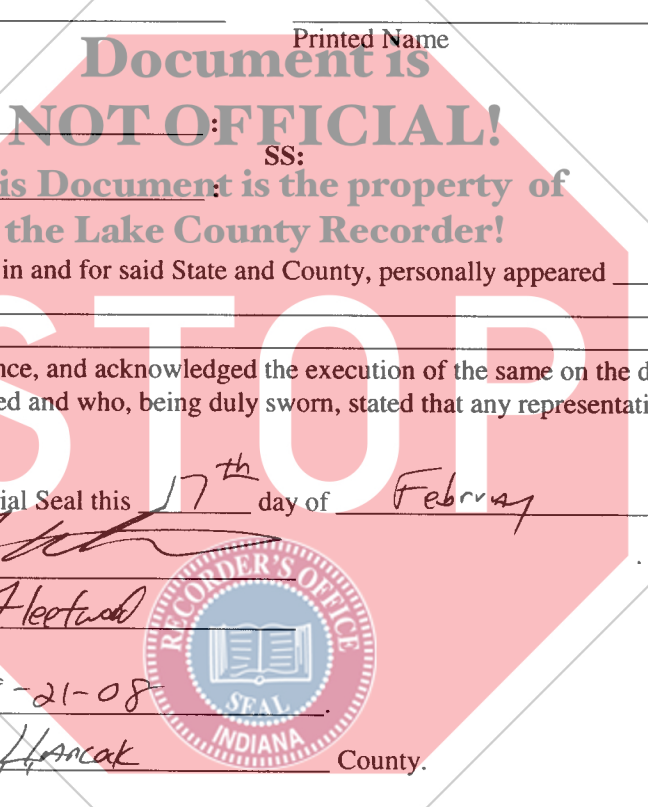 Printed Name
Document is
NOT OFFICIAL!
:
SS:
is Document is the property of
:
the Lake County Recorder!
in and for said State and County, personally appeared
STOP
nce, and acknowledged the execution of the same on the d
ed and who, being duly sworn, stated that any representati
ial Seal this 17th day of February
RECORDER'S OFFICE
Fleetwood
-21-08.
SEAL
INDIANA
Hancock County.